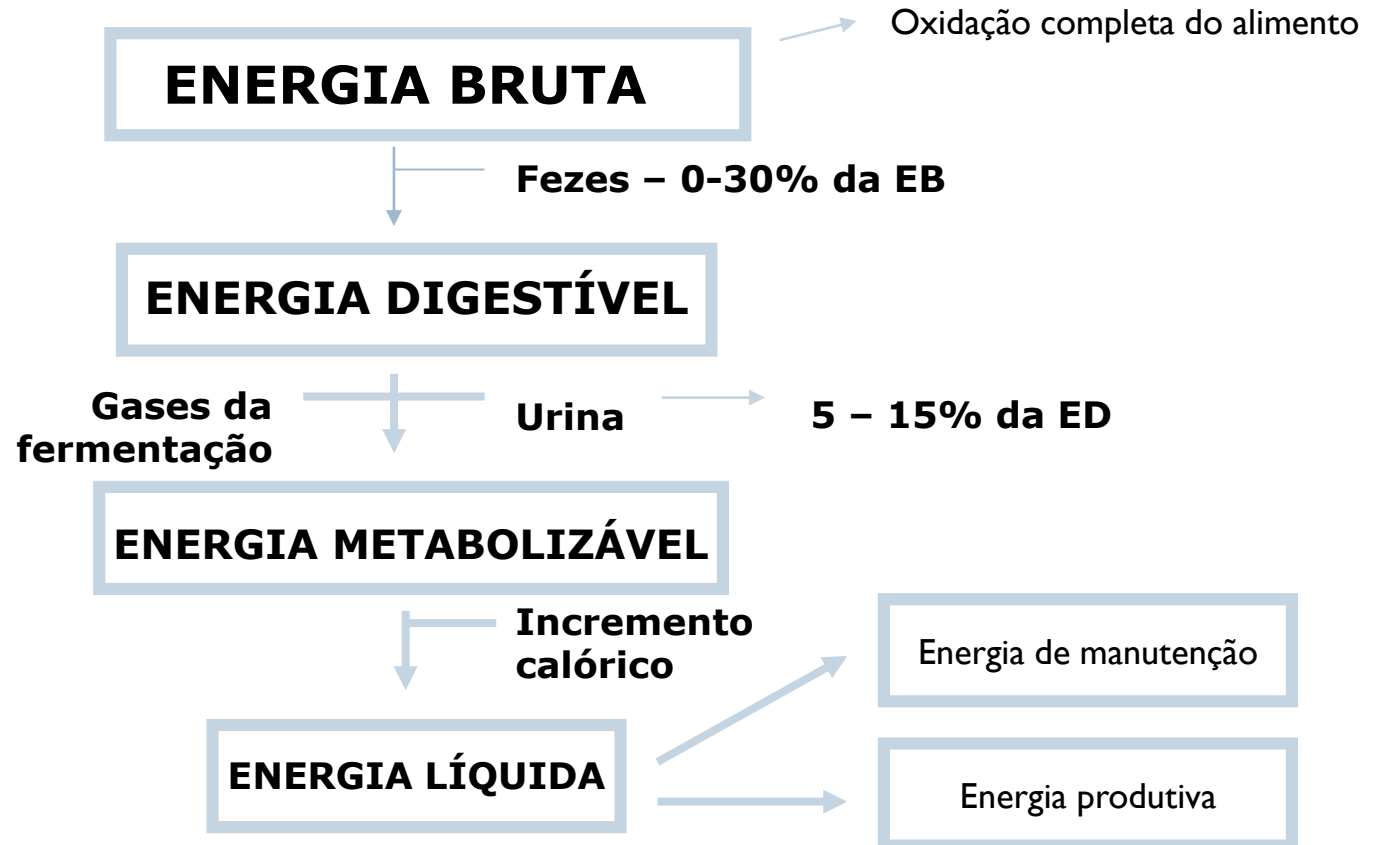 Oxidação completa do alimento
ENERGIA BRUTA
Fezes – 0-30% da EB
ENERGIA DIGESTÍVEL
Gases da
fermentação
Urina
5 – 15% da ED
ENERGIA METABOLIZÁVEL
Incremento
calórico
Energia de manutenção
ENERGIA LÍQUIDA
Energia produtiva